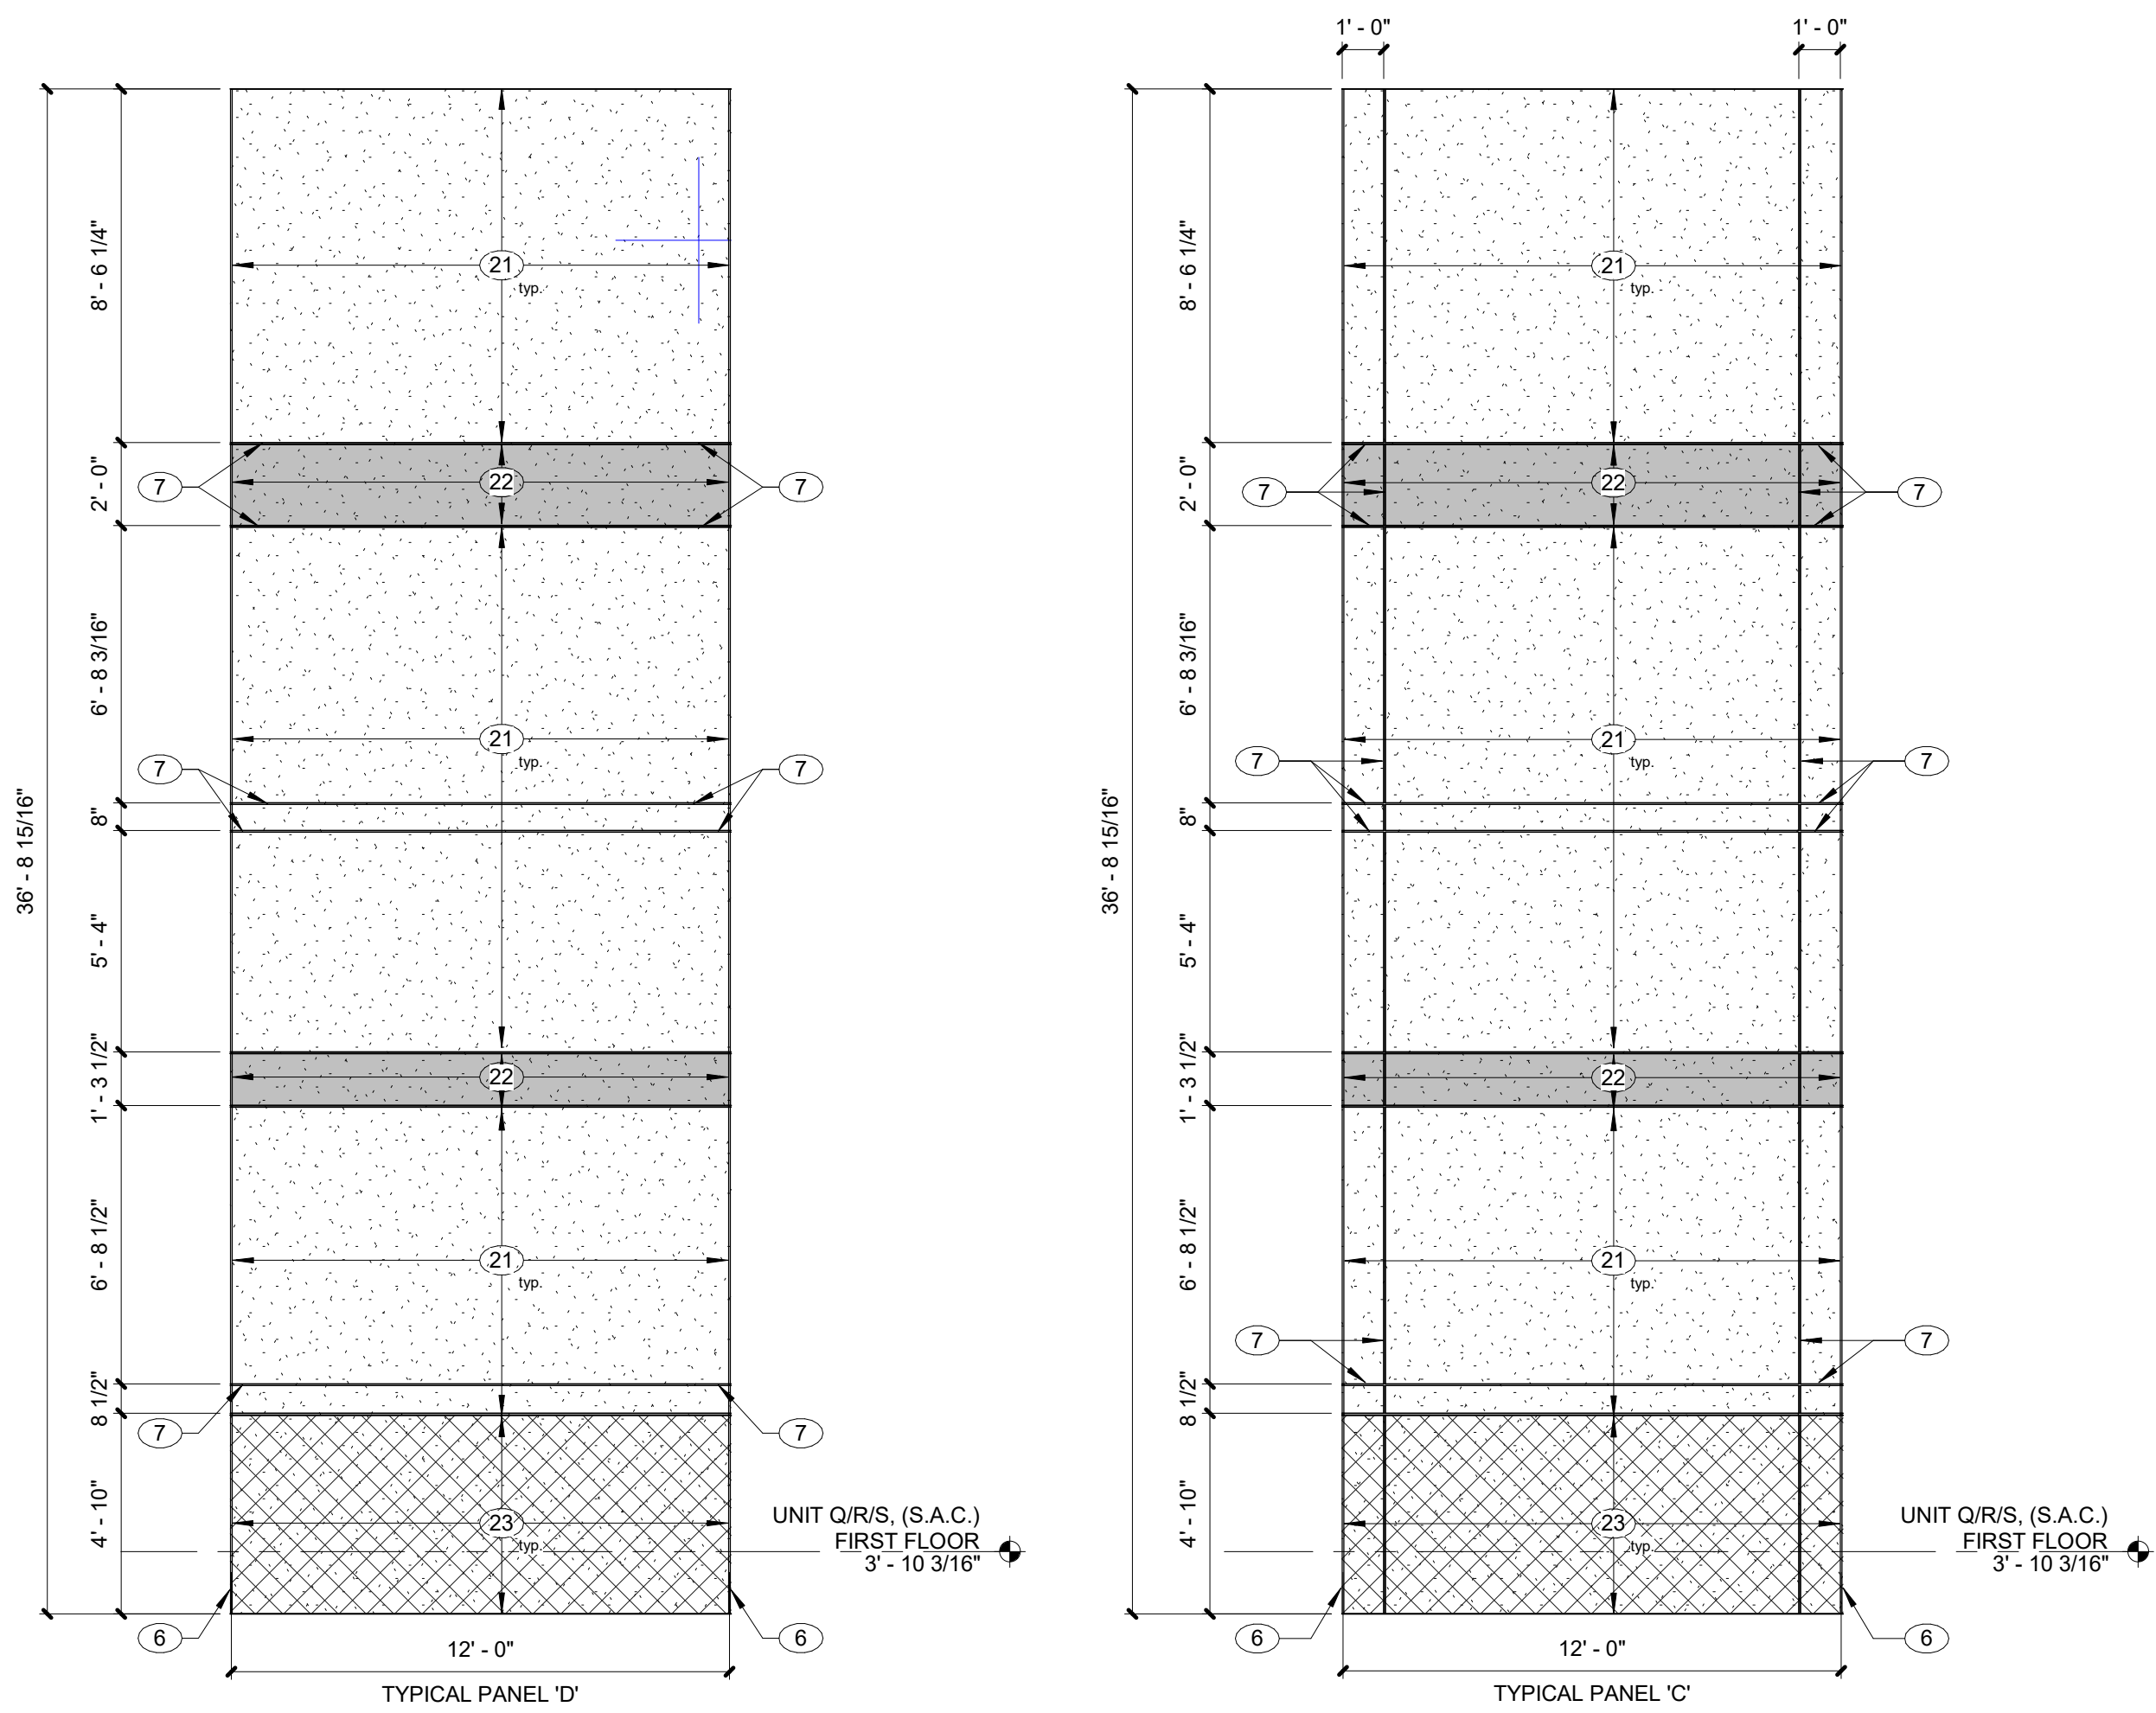 36' - 8 15/16"
8' - 6 1/4"
2' - 0"
6' - 8 3/16"
8"
5' - 4"
1' - 3 1/2"
6' - 8 1/2"
8 1/2"
4' - 10"
21
typ.
7
22
7
21
typ.
7
7
22
21
typ.
7
7
23
typ.
UNIT Q/R/S, (S.A.C.)
FIRST FLOOR
3' - 10 3/16"
6
6
12' - 0"
TYPICAL PANEL 'D'
1' - 0"
1' - 0"
36' - 8 15/16"
8' - 6 1/4"
2' - 0"
6' - 8 3/16"
8"
5' - 4"
1' - 3 1/2"
6' - 8 1/2"
8 1/2"
4' - 10"
21
typ.
7
22
7
21
typ.
7
7
22
21
typ.
7
7
23
typ.
UNIT Q/R/S, (S.A.C.)
FIRST FLOOR
3' - 10 3/16"
6
6
12' - 0"
TYPICAL PANEL 'C'